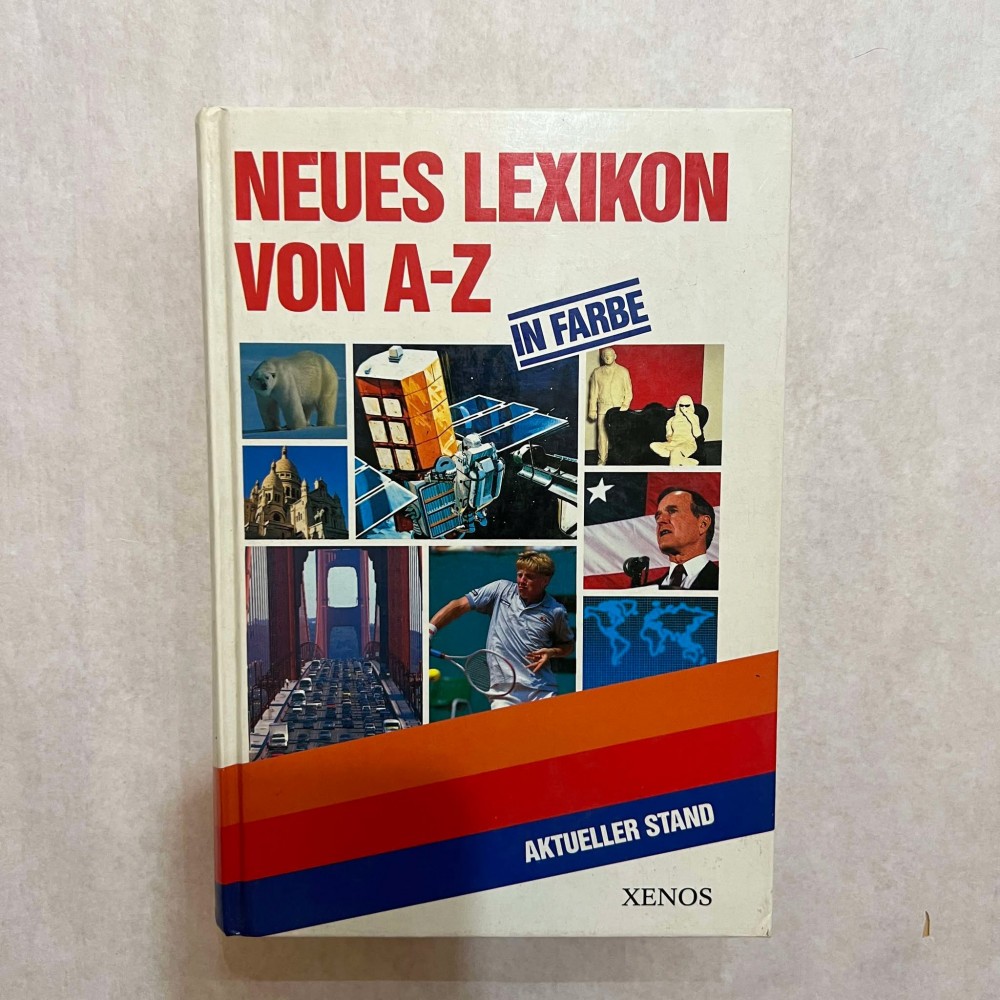 NEUES LEXIKON
VON A-Z
IN FARBE
AKTUELLER STAND
XENOS